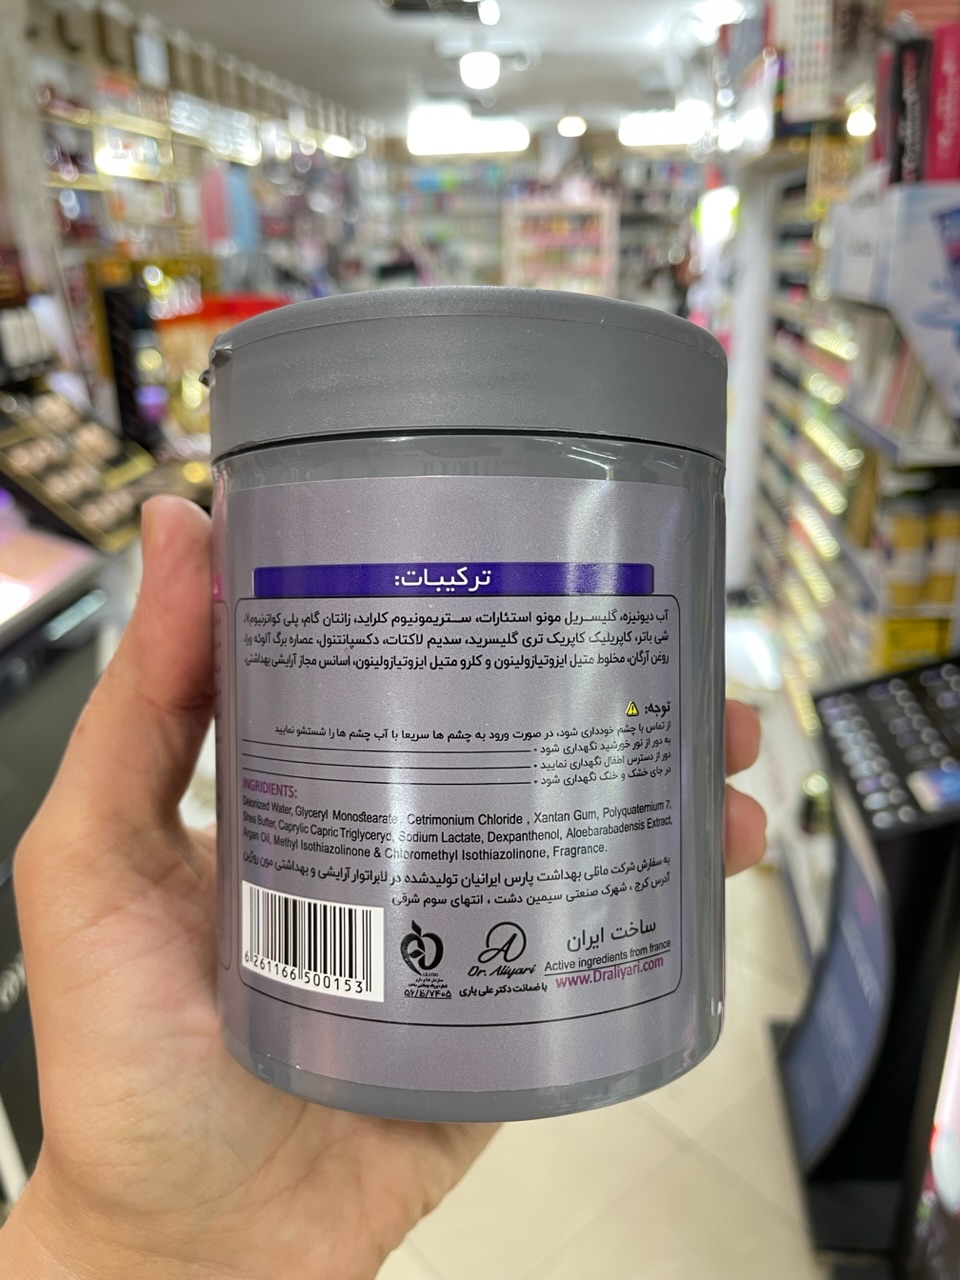 ترکیبات:
آب دیونیزه، گلیسریل مونو استئارات، ستریمونیوم کلراید، زانتان گام، پلی کواترنیوم۷،
شی باتر، کاپریلیک کاپریک تری گلیسرید، سدیم لاکتات، دکسپانتنول، عصاره برگ آلوئه ورا،
روغن آرگان، مخلوط متیل ایزوتیازولینون و کلرو متیل ایزوتیازولینون، اسانس مجاز آرایشی بهداشتی.
توجه:
از تماس با چشم خودداری شود، در صورت ورود به چشم ها سریعا با آب چشم ها را شستشو نمایید
به دور از نور خورشید نگهداری شود •
دور از دسترس اطفال نگهداری نمایید •
در جای خشک و خنک نگهداری شود •
INGRIDIENTS:
Deionized Water, Glyceryl Monostearate, Cetrimonium Chloride , Xantan Gum, Polyquaternium 7,
Shea Butter, Caprylic Capric Triglyceryd, Sodium Lactate, Dexpanthenol, Aloebarabadensis Extract,
Argan Oil, Methyl Isothiazolinone & Chloromethyl Isothiazolinone, Fragrance.
به سفارش شرکت مانلی بهداشت پارس ایرانیان تولیدشده در لابراتوار آرایشی و بهداشتی مون روژین
آدرس کرج ، شهرک صنعتی سیمین دشت ، انتهای سوم شرقی
ساخت ایران
Active ingredients from france
www.Draliyari.com
Dr. Aliyari
با ضمانت دکتر علی یاری
۵۶/ظ/۷۴۰۵
6 261166 500153